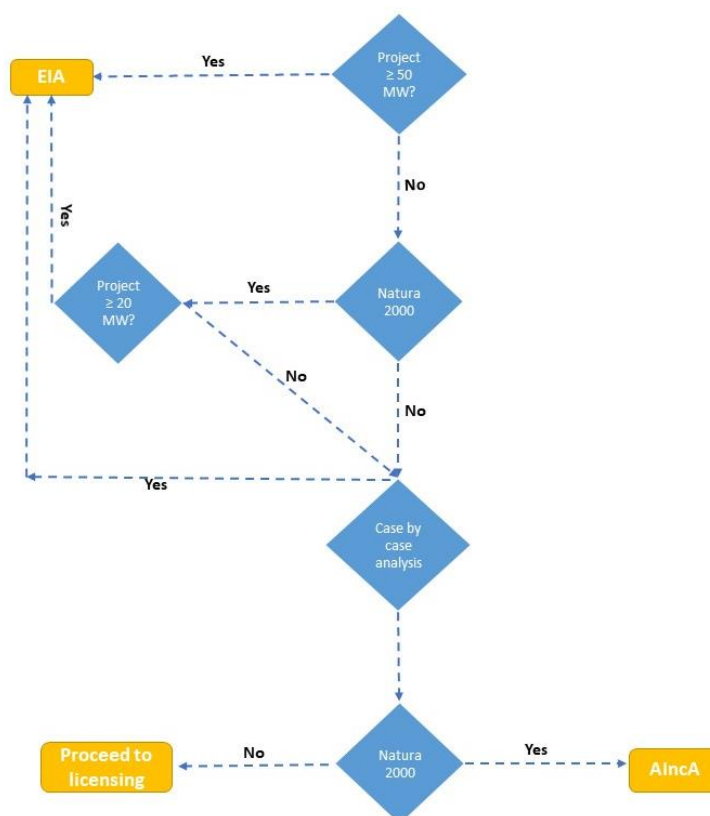 Project
≥ 50
MW?
Yes
EIA
No
Yes
Project
≥ 20
MW?
Yes
Natura
2000
No
No
Yes
Case by
case
analysis
Proceed to
licensing
No
Natura
2000
Yes
AIncA